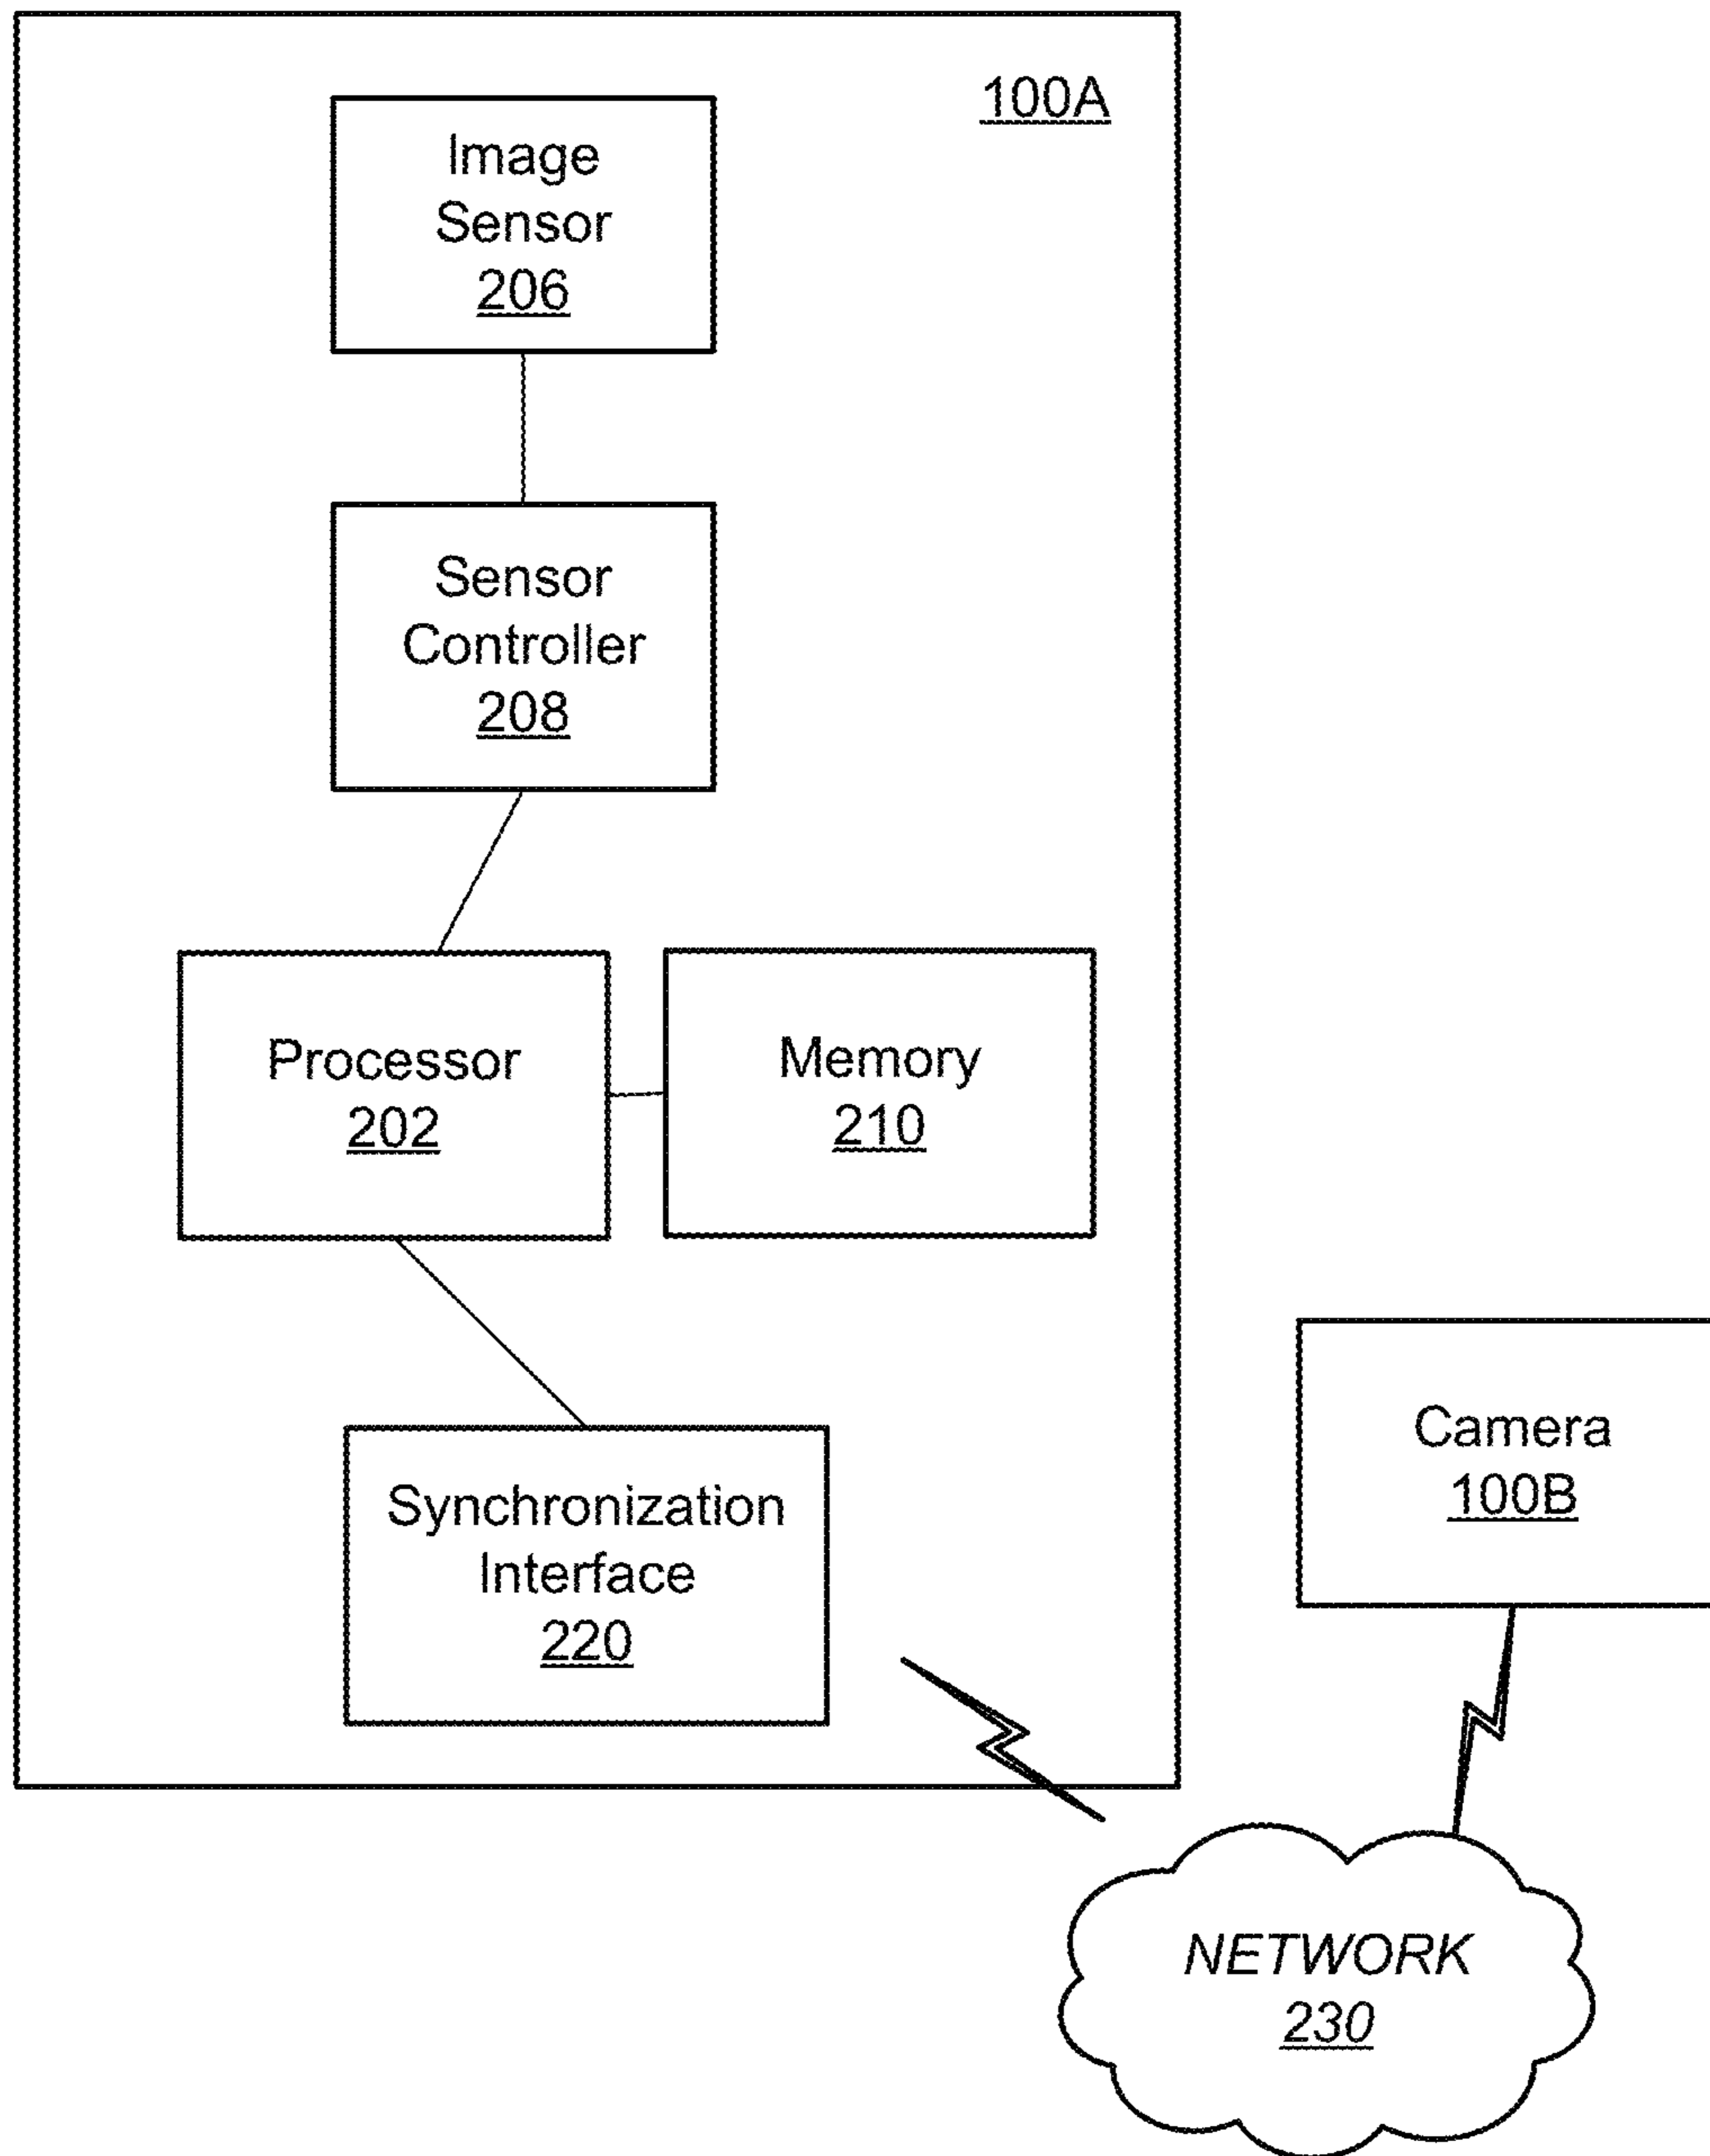 100A
Image
Sensor
206
Sensor
Controller
208
Processor
202
Memory
210
Synchronization
Interface
220
Camera
100B
NETWORK
230